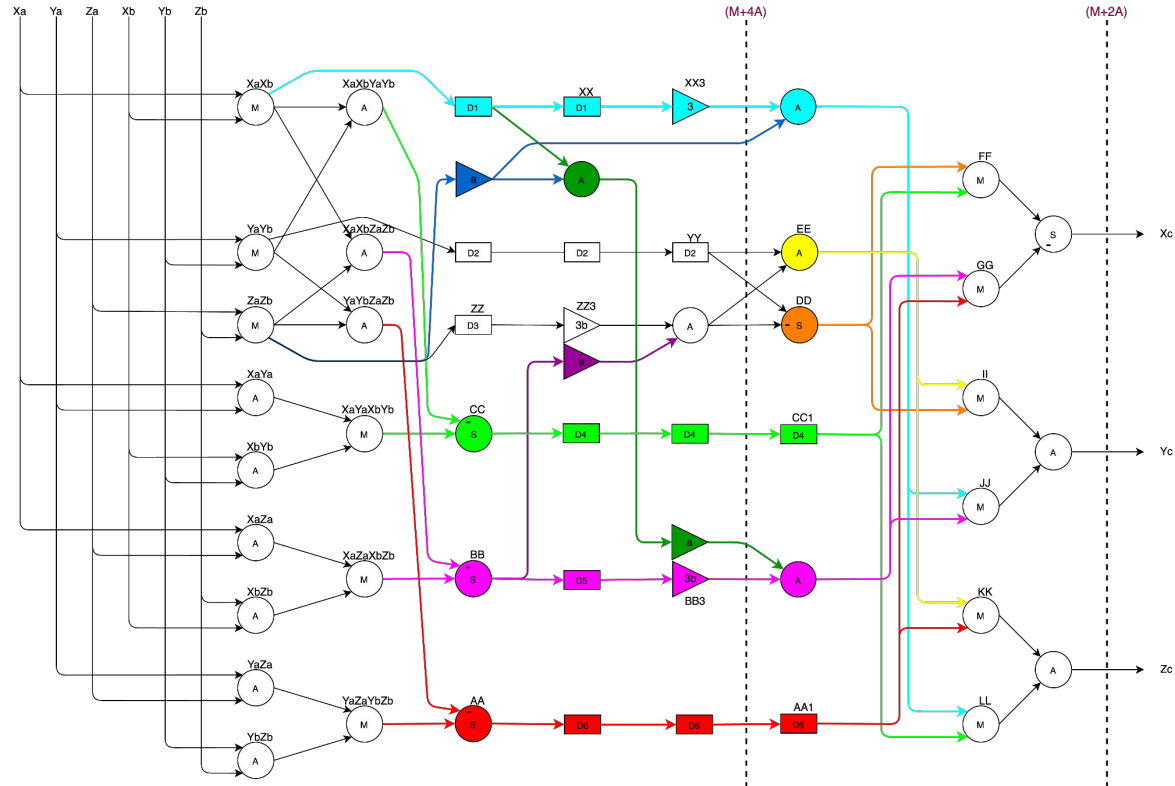 Xa Ya Za Xb Yb Zb (M+4A) (M+2A)
XaXb XaXbYaYb XX XX3
M A D1 D1 3 A
FF
a A M
YaYb XaXbZaZb YY EE Xc
M A D2 D2 D2 A S -
GG
ZaZb YaYbZaZb ZZ ZZ3 DD M
M A D3 3b A - S
a
XaYa II
A XaYaXbYb CC CC1 M
M - S D4 D4 D4
XbYb A Yc
A
JJ
XaZa M
A XaZaXbZb BB a
M - S D5 3b A
XbZb BB3 KK
A M
YaZa A Zc
A YaZaYbZb AA AA1 LL
M - S D6 D6 D6 M
YbZb
A